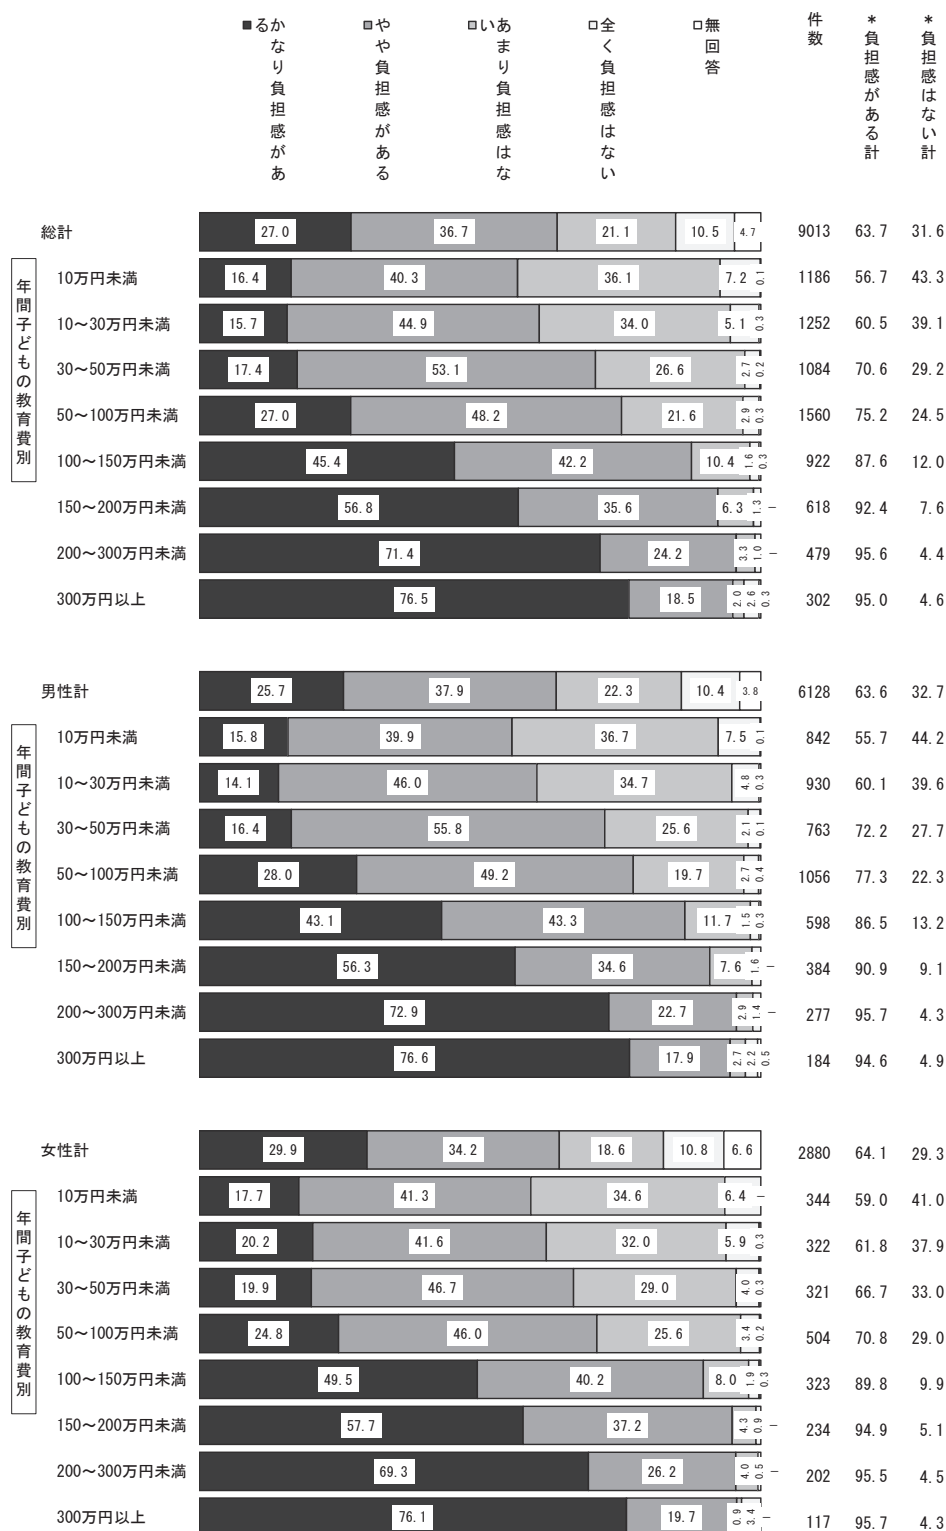 ■かなり負担感がある
■やや負担感がある
■あまり負担感はない
□全く負担感はない
□無回答
件数
*負担感がある計
*負担感はない計
総計 27.0 36.7 21.1 10.5 4.7 9013 63.7 31.6
年間子どもの教育費別
10万円未満 16.4 40.3 36.1 7.2 0.1 1186 56.7 43.3
10～30万円未満 15.7 44.9 34.0 5.1 0.3 1252 60.5 39.1
30～50万円未満 17.4 53.1 26.6 2.7 0.2 1084 70.6 29.2
50～100万円未満 27.0 48.2 21.6 2.9 0.3 1560 75.2 24.5
100～150万円未満 45.4 42.2 10.4 1.6 0.3 922 87.6 12.0
150～200万円未満 56.8 35.6 6.3 1.3 － 618 92.4 7.6
200～300万円未満 71.4 24.2 3.3 1.0 － 479 95.6 4.4
300万円以上 76.5 18.5 2.0 2.6 0.3 302 95.0 4.6
男性計 25.7 37.9 22.3 10.4 3.8 6128 63.6 32.7
年間子どもの教育費別
10万円未満 15.8 39.9 36.7 7.5 0.1 842 55.7 44.2
10～30万円未満 14.1 46.0 34.7 4.8 0.3 930 60.1 39.6
30～50万円未満 16.4 55.8 25.6 2.1 0.1 763 72.2 27.7
50～100万円未満 28.0 49.2 19.7 2.7 0.4 1056 77.3 22.3
100～150万円未満 43.1 43.3 11.7 1.5 0.3 598 86.5 13.2
150～200万円未満 56.3 34.6 7.6 1.6 － 384 90.9 9.1
200～300万円未満 72.9 22.7 2.9 1.4 － 277 95.7 4.3
300万円以上 76.6 17.9 2.7 2.2 0.5 184 94.6 4.9
女性計 29.9 34.2 18.6 10.8 6.6 2880 64.1 29.3
年間子どもの教育費別
10万円未満 17.7 41.3 34.6 6.4 － 344 59.0 41.0
10～30万円未満 20.2 41.6 32.0 5.9 0.3 322 61.8 37.9
30～50万円未満 19.9 46.7 29.0 4.0 0.3 321 66.7 33.0
50～100万円未満 24.8 46.0 25.6 3.4 0.2 504 70.8 29.0
100～150万円未満 49.5 40.2 8.0 1.9 0.3 323 89.8 9.9
150～200万円未満 57.7 37.2 4.3 0.9 － 234 94.9 5.1
200～300万円未満 69.3 26.2 4.0 0.5 － 202 95.5 4.5
300万円以上 76.1 19.7 0.9 3.4 － 117 95.7 4.3